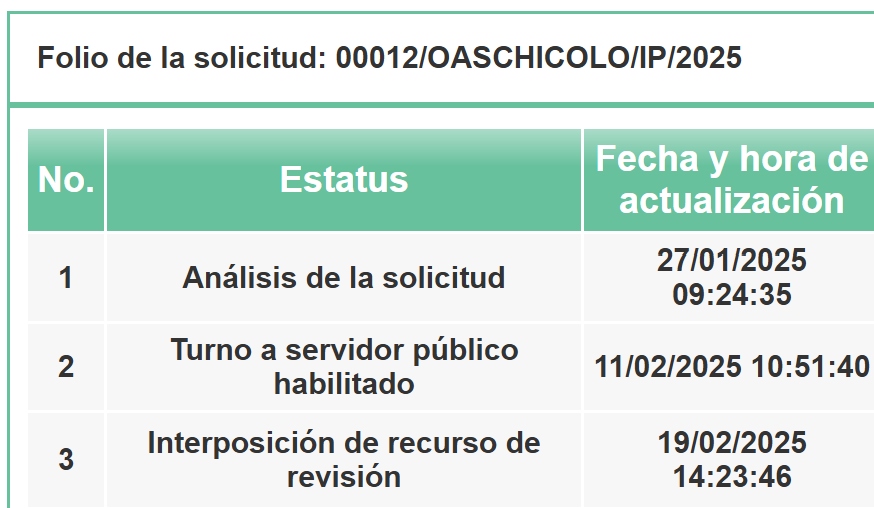 Folio de la solicitud: 00012/OASCHICOLO/IP/2025
No.
Estatus
Fecha y hora de
actualización
1
Análisis de la solicitud
27/01/2025
09:24:35
2
Turno a servidor público
habilitado
11/02/2025 10:51:40
3
Interposición de recurso de
revisión
19/02/2025
14:23:46